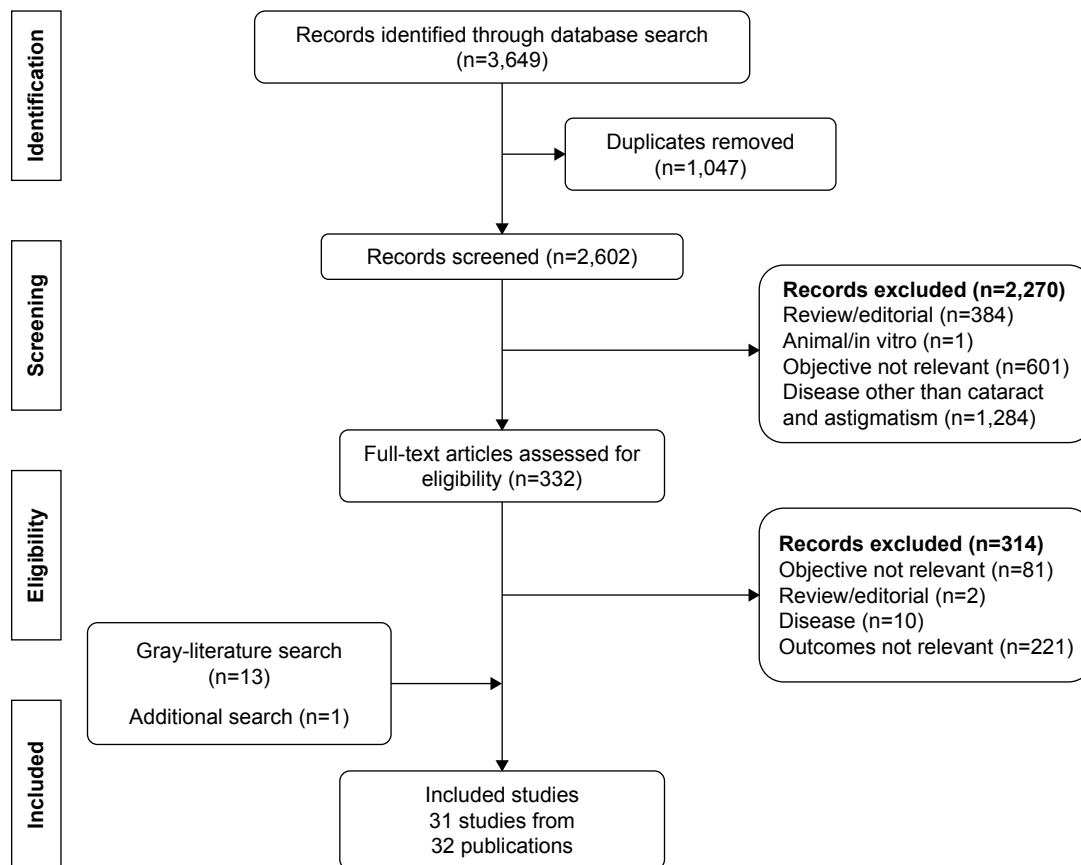 Identification
Records identified through database search
(n=3,649)
Duplicates removed
(n=1,047)
Screening
Records screened (n=2,602)
Records excluded (n=2,270)
Review/editorial (n=384)
Animal/in vitro (n=1)
Objective not relevant (n=601)
Disease other than cataract
and astigmatism (n=1,284)
Eligibility
Full-text articles assessed for
eligibility (n=332)
Records excluded (n=314)
Objective not relevant (n=81)
Review/editorial (n=2)
Disease (n=10)
Outcomes not relevant (n=221)
Gray-literature search
(n=13)
Additional search (n=1)
Included
Included studies
31 studies from
32 publications